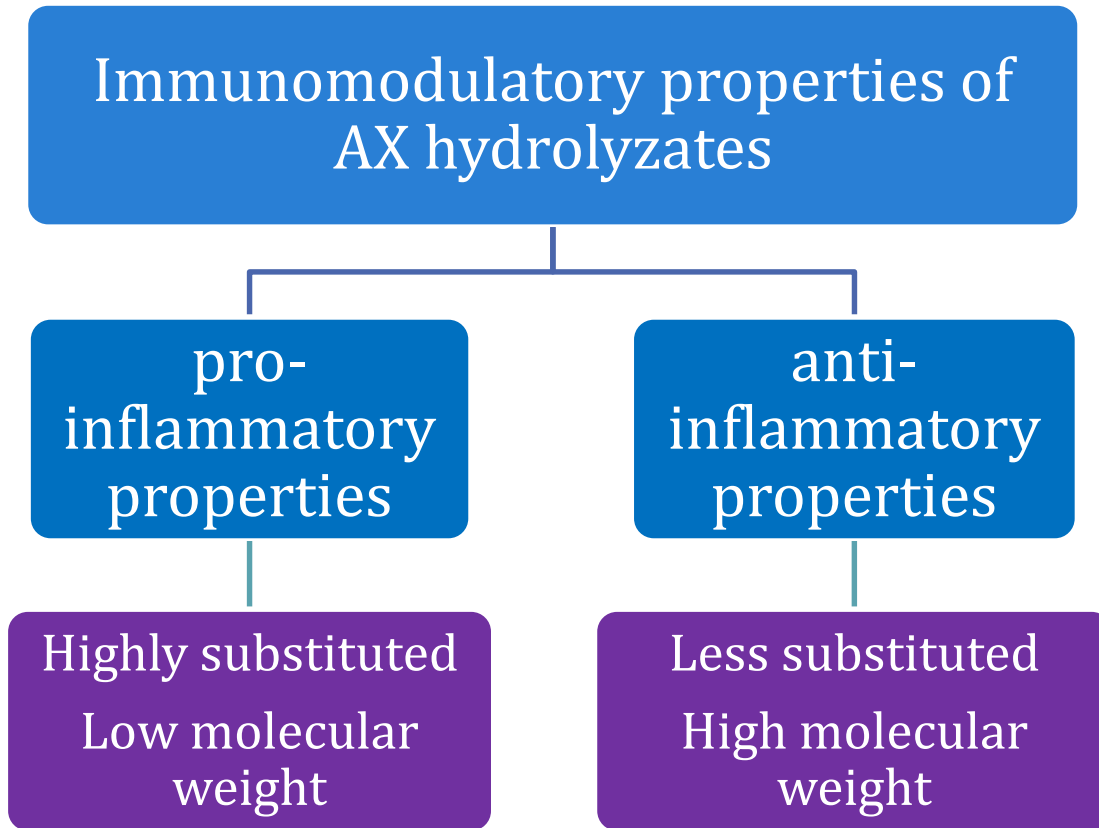 Immunomodulatory properties of
AX hydrolyzates
pro-
inflammatory
properties
anti-
inflammatory
properties
Highly substituted
Low molecular
weight
Less substituted
High molecular
weight